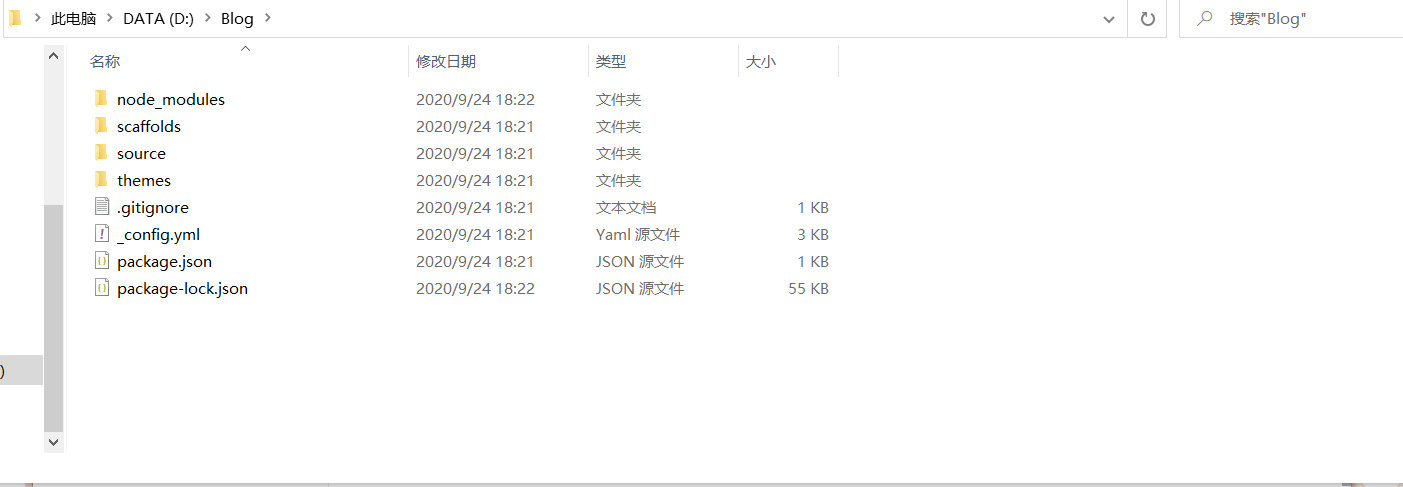 此电脑 DATA (D:) Blog 搜索"Blog"
名称 修改日期 类型 大小
node_modules 2020/9/24 18:22 文件夹
scaffolds 2020/9/24 18:21 文件夹
source 2020/9/24 18:21 文件夹
themes 2020/9/24 18:21 文件夹
.gitignore 2020/9/24 18:21 文本文档 1 KB
_config.yml 2020/9/24 18:21 Yaml 源文件 3 KB
package.json 2020/9/24 18:21 JSON 源文件 1 KB
package-lock.json 2020/9/24 18:22 JSON 源文件 55 KB
)